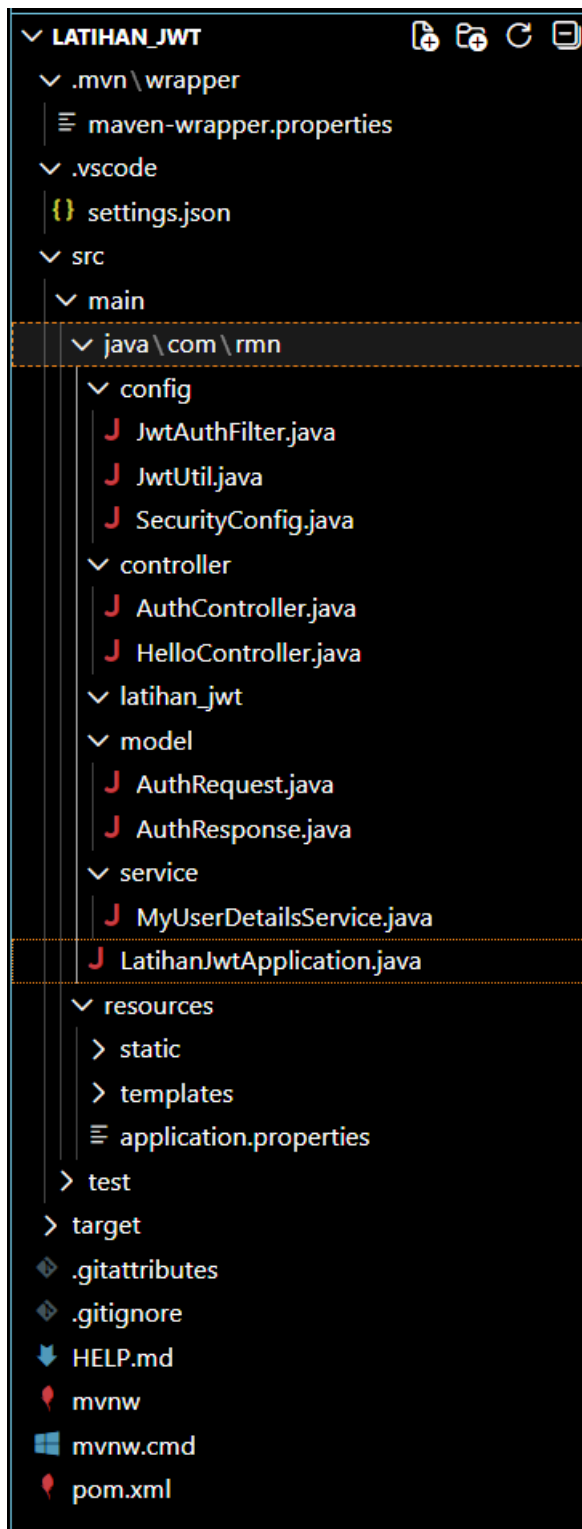 LATIHAN_JWT
.mvn\wrapper
maven-wrapper.properties
.vscode
{} settings.json
src
main
java\com\rmn
config
J JwtAuthFilter.java
J JwtUtil.java
J SecurityConfig.java
controller
J AuthController.java
J HelloController.java
latihan_jwt
model
J AuthRequest.java
J AuthResponse.java
service
J MyUserDetailsService.java
J LatihanJwtApplication.java
resources
static
templates
application.properties
test
target
.gitattributes
.gitignore
HELP.md
mvnw
mvnw.cmd
pom.xml